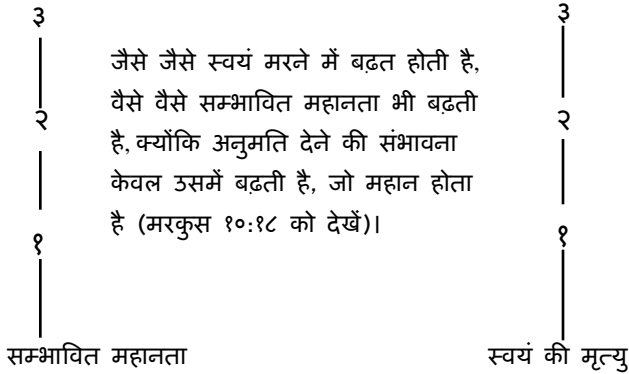 ३ ३
जैसे जैसे स्वयं मरने में बढ़त होती है,
वैसे वैसे सम्भावित महानता भी बढ़ती
२ २
है, क्योंकि अनुमति देने की संभावना
केवल उसमें बढ़ती है, जो महान होता
है (मरकुस १०:१८ को देखें)।
१ १
सम्भावित महानता स्वयं की मृत्यु